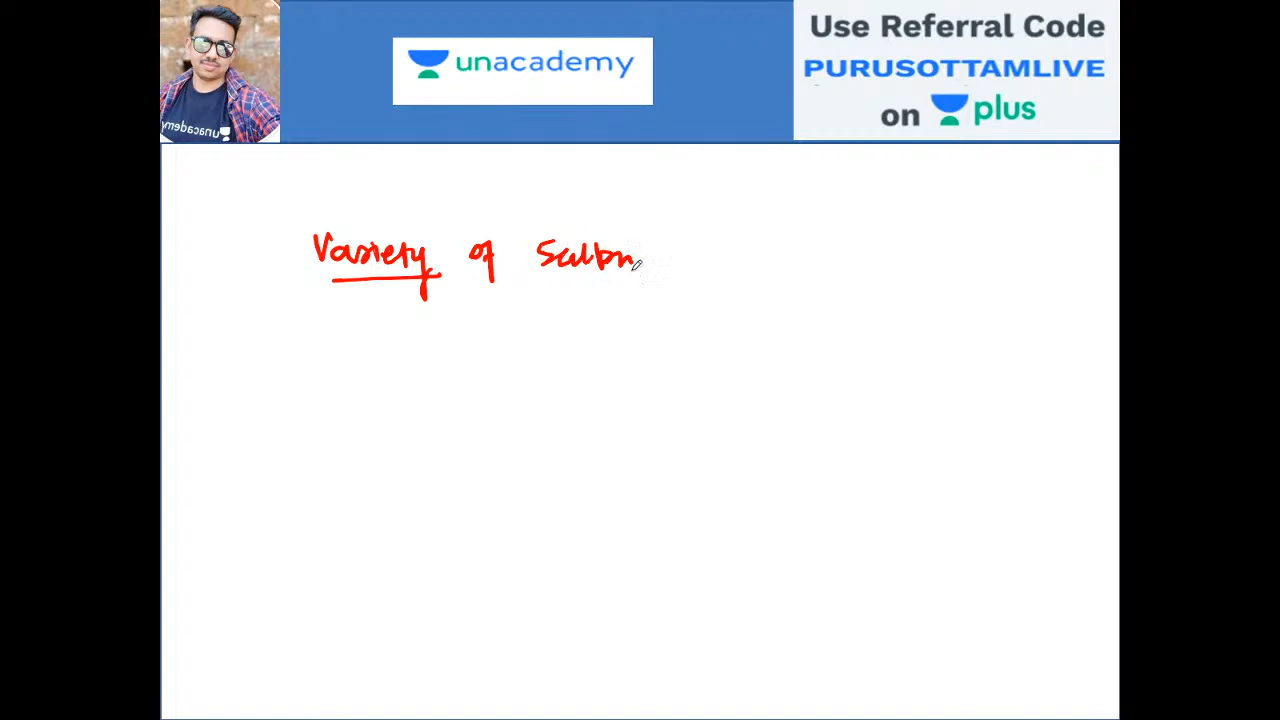 unacademy
Use Referral Code
PURUSOTTAMLIVE
on plus
Variety of